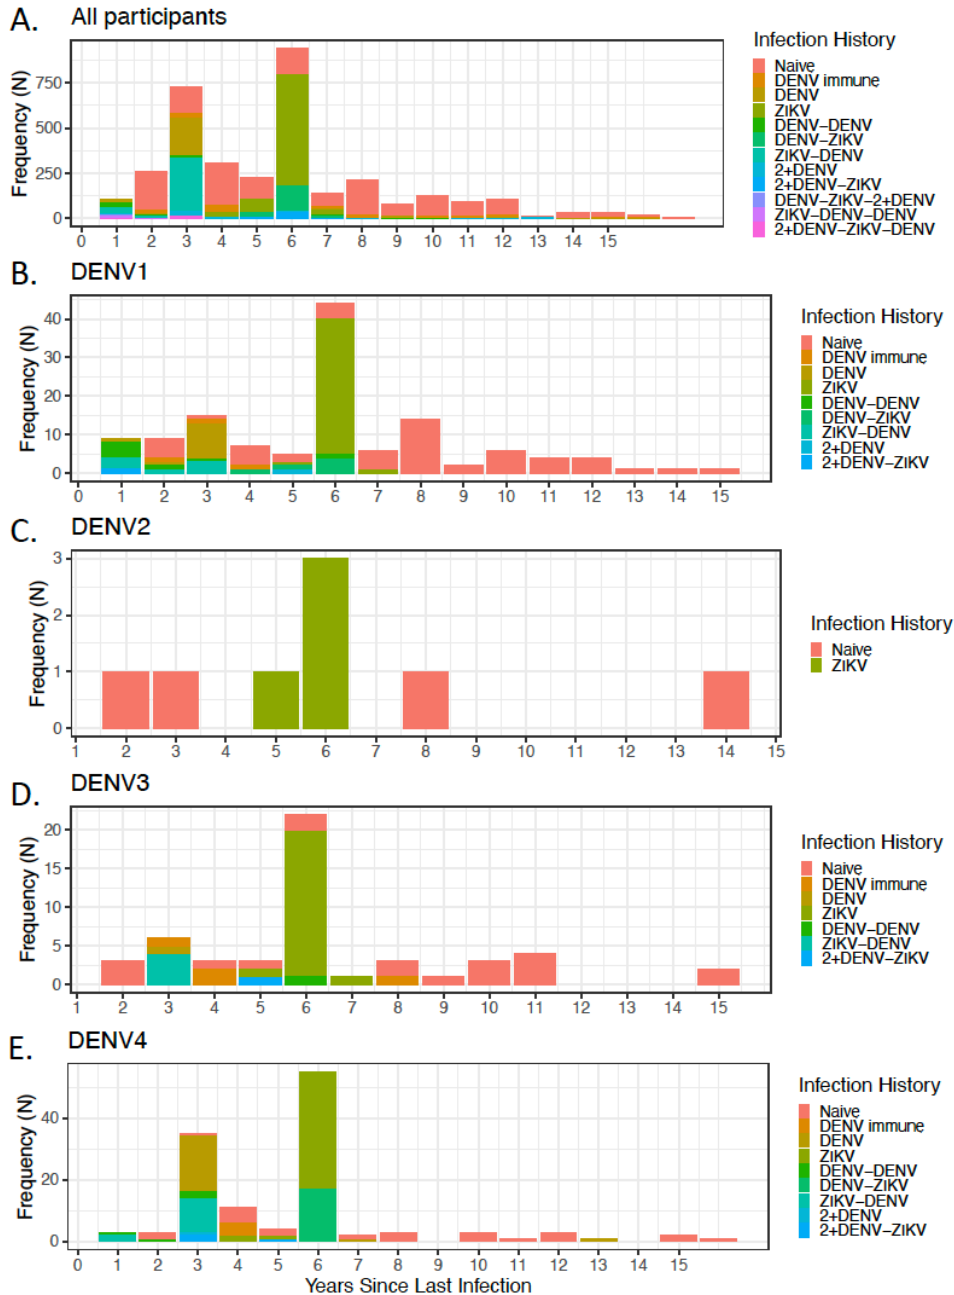 A. All participants
Frequency (N)
750
500
250
0
0 1 2 3 4 5 6 7 8 9 10 11 12 13 14 15
Infection History
Naive
DENV immune
DENV
ZIKV
DENV-DENV
DENV-ZIKV
ZIKV-DENV
2+DENV
2+DENV-ZIKV
DENV-ZIKV-2+DENV
ZIKV-DENV-DENV
2+DENV-ZIKV-DENV
B. DENV1
Frequency (N)
40
30
20
10
0
0 1 2 3 4 5 6 7 8 9 10 11 12 13 14 15
Infection History
Naive
DENV immune
DENV
ZIKV
DENV-DENV
DENV-ZIKV
ZIKV-DENV
2+DENV
2+DENV-ZIKV
C. DENV2
Frequency (N)
3
2
1
0
1 2 3 4 5 6 7 8 9 10 11 12 13 14 15
Infection History
Naive
ZIKV
D. DENV3
Frequency (N)
20
15
10
5
0
1 2 3 4 5 6 7 8 9 10 11 12 13 14 15
Infection History
Naive
DENV immune
DENV
ZIKV
DENV-DENV
ZIKV-DENV
2+DENV-ZIKV
E. DENV4
Frequency (N)
40
20
0
0 1 2 3 4 5 6 7 8 9 10 11 12 13 14 15
Years Since Last Infection
Infection History
Naive
DENV immune
DENV
ZIKV
DENV-DENV
DENV-ZIKV
ZIKV-DENV
2+DENV
2+DENV-ZIKV